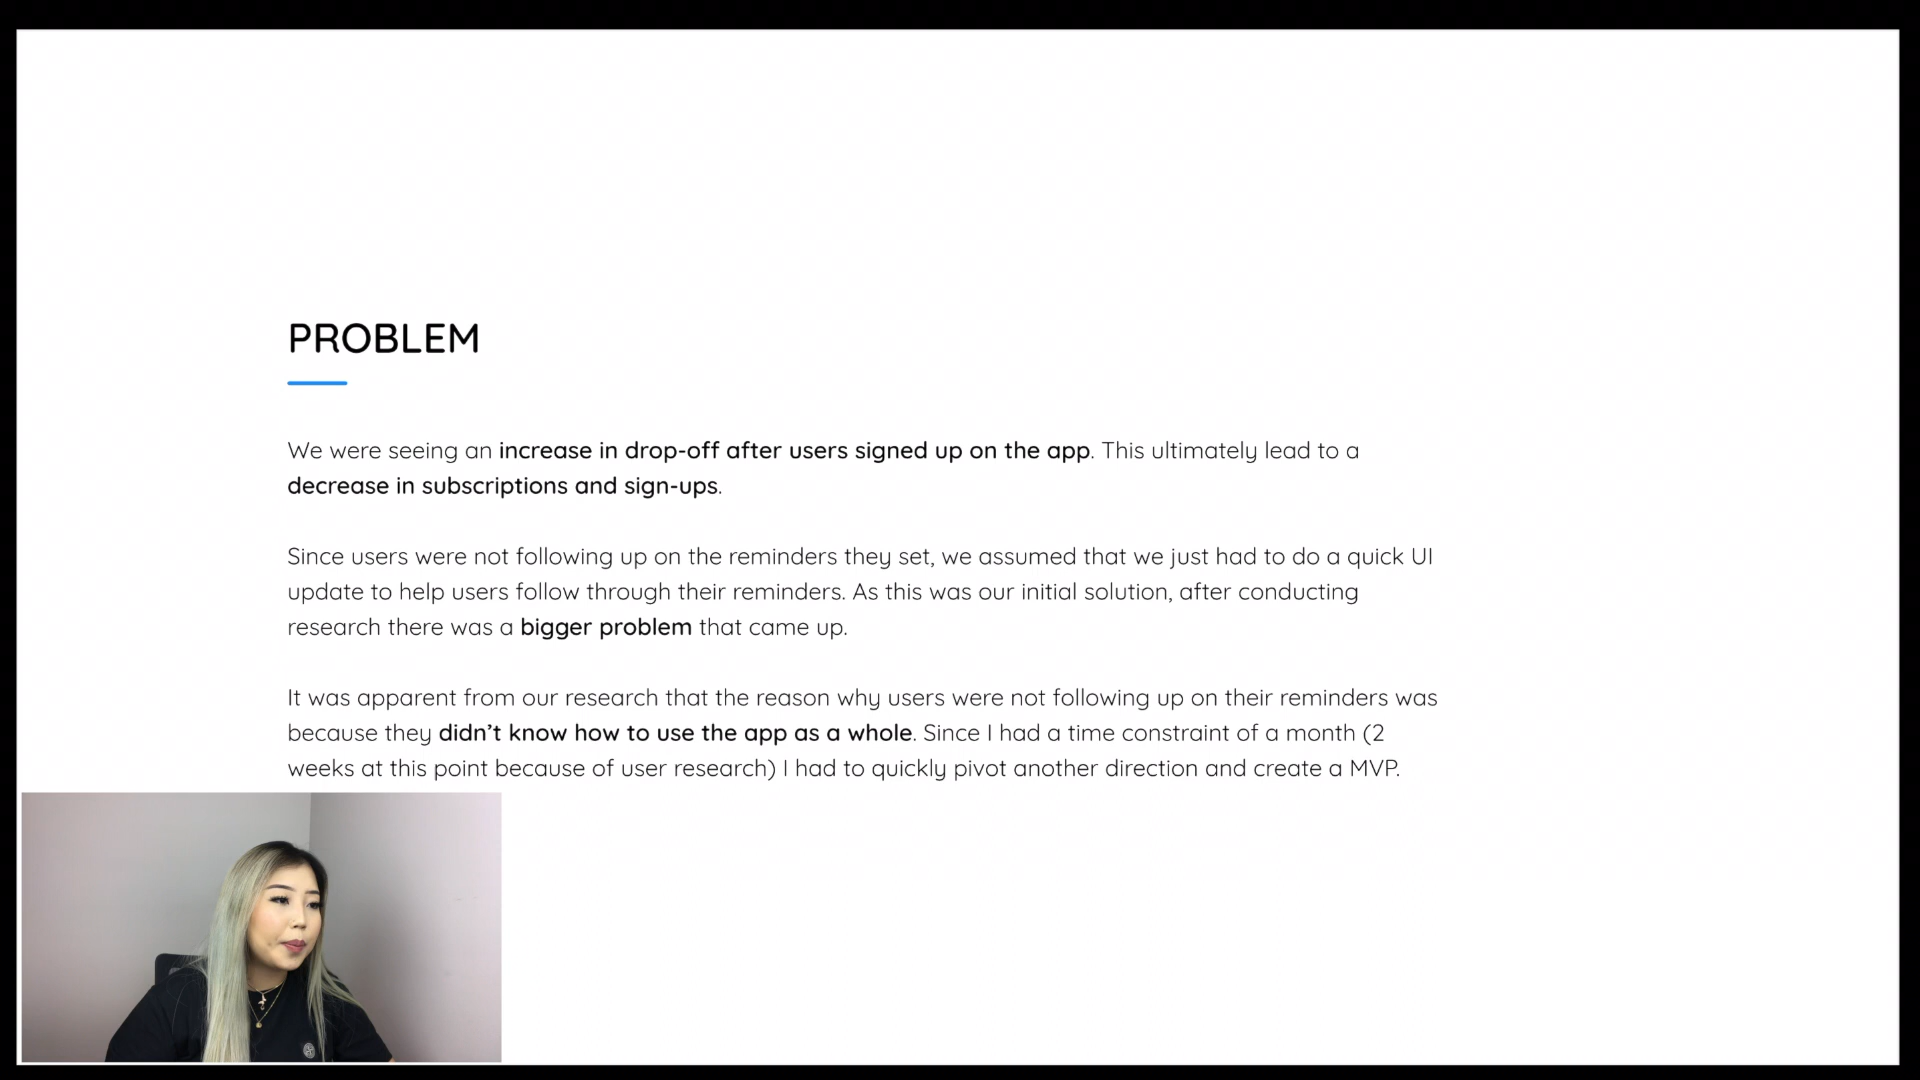 PROBLEM
We were seeing an increase in drop-off after users signed up on the app. This ultimately lead to a
decrease in subscriptions and sign-ups.
Since users were not following up on the reminders they set, we assumed that we just had to do a quick UI
update to help users follow through their reminders. As this was our initial solution, after conducting
research there was a bigger problem that came up.
It was apparent from our research that the reason why users were not following up on their reminders was
because they didn’t know how to use the app as a whole. Since I had a time constraint of a month (2
weeks at this point because of user research) I had to quickly pivot another direction and create a MVP.